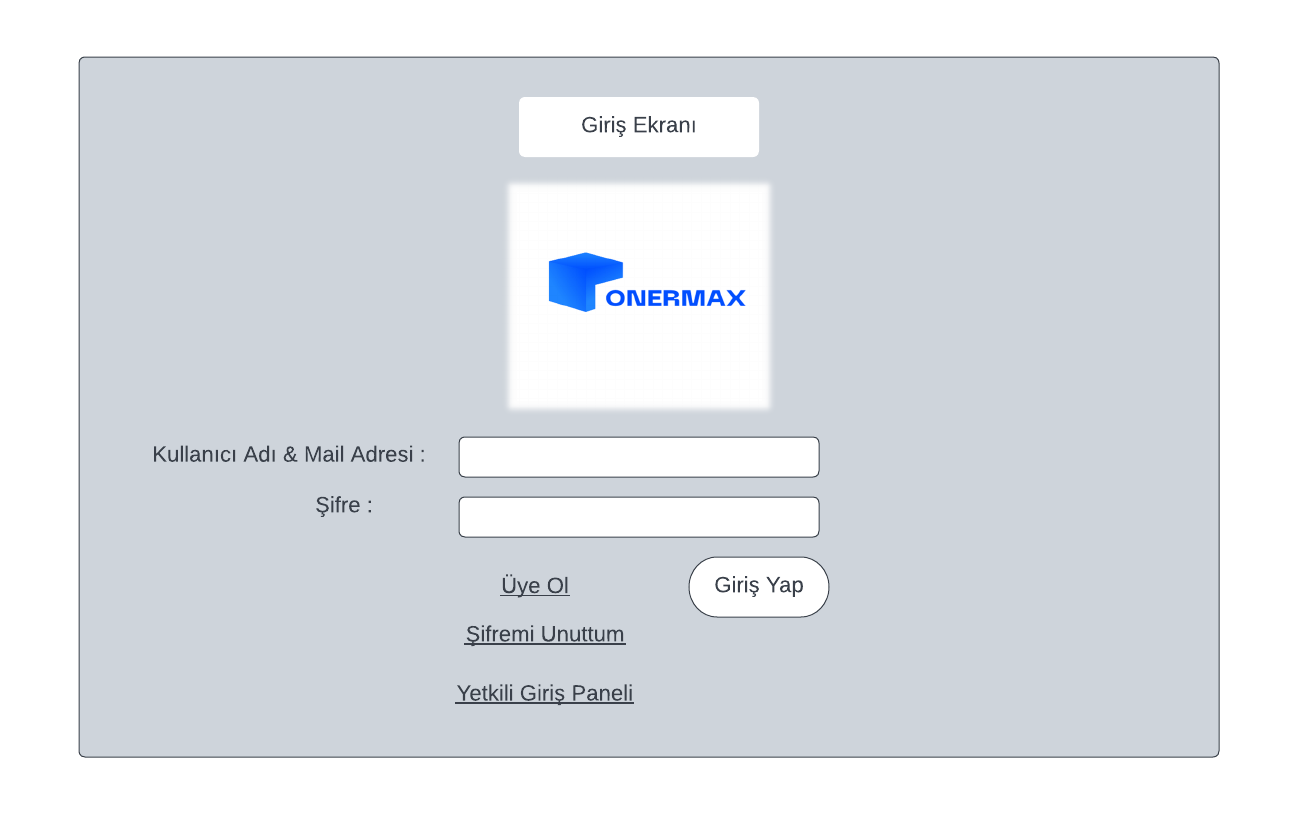 Giriş Ekranı
ONERMAX
Kullanıcı Adı & Mail Adresi :
Şifre :
Üye Ol
Giriş Yap
Şifremi Unuttum
Yetkili Giriş Paneli